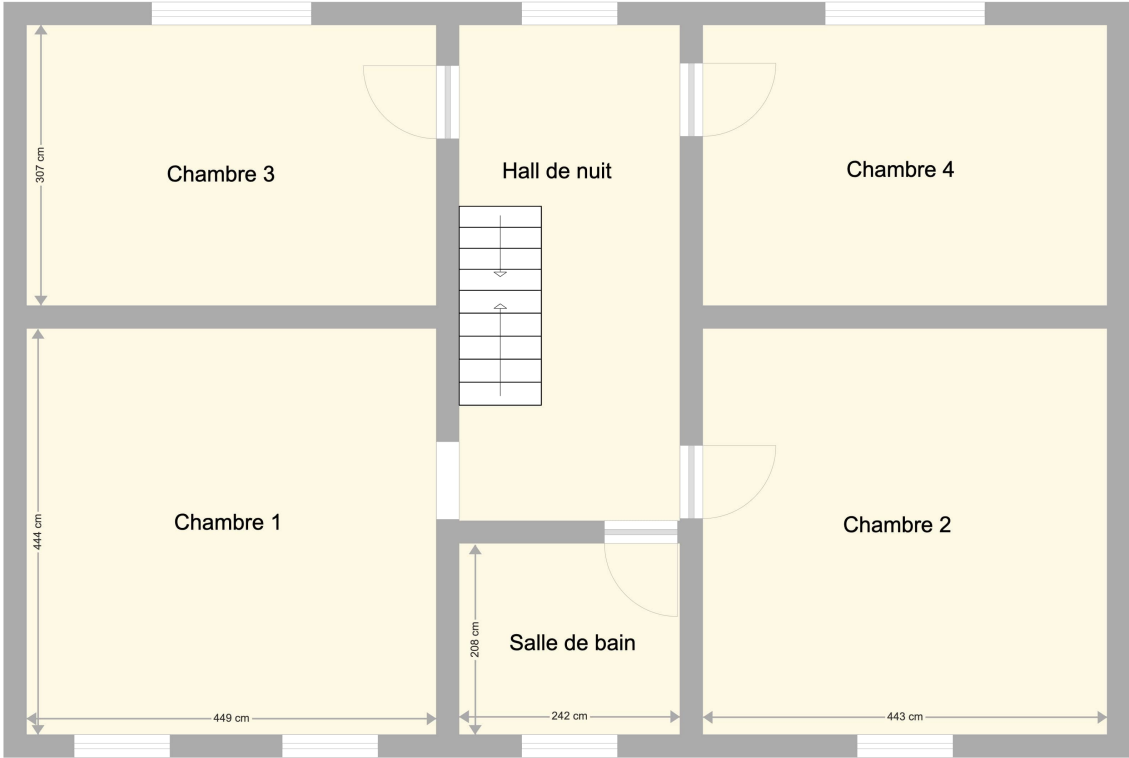 Chambre 3
Hall de nuit
Chambre 4
307 cm
Chambre 1
Chambre 2
444 cm
Salle de bain
208 cm
449 cm
242 cm
443 cm